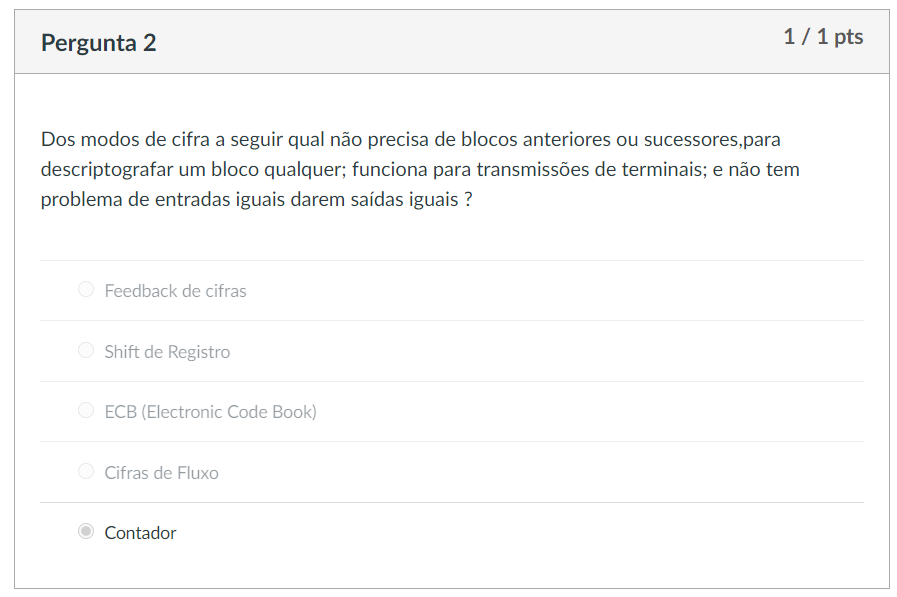 Pergunta 2
1 / 1 pts
Dos modos de cifra a seguir qual não precisa de blocos anteriores ou sucessores,para
descriptografar um bloco qualquer; funciona para transmissões de terminais; e não tem
problema de entradas iguais darem saídas iguais ?
Feedback de cifras
Shift de Registro
ECB (Electronic Code Book)
Cifras de Fluxo
Contador